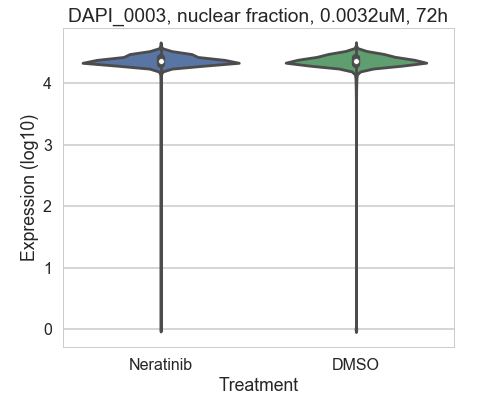 DAPI_0003, nuclear fraction, 0.0032uM, 72h
Expression (log10)
4
3
2
1
0
Neratinib DMSO
Treatment